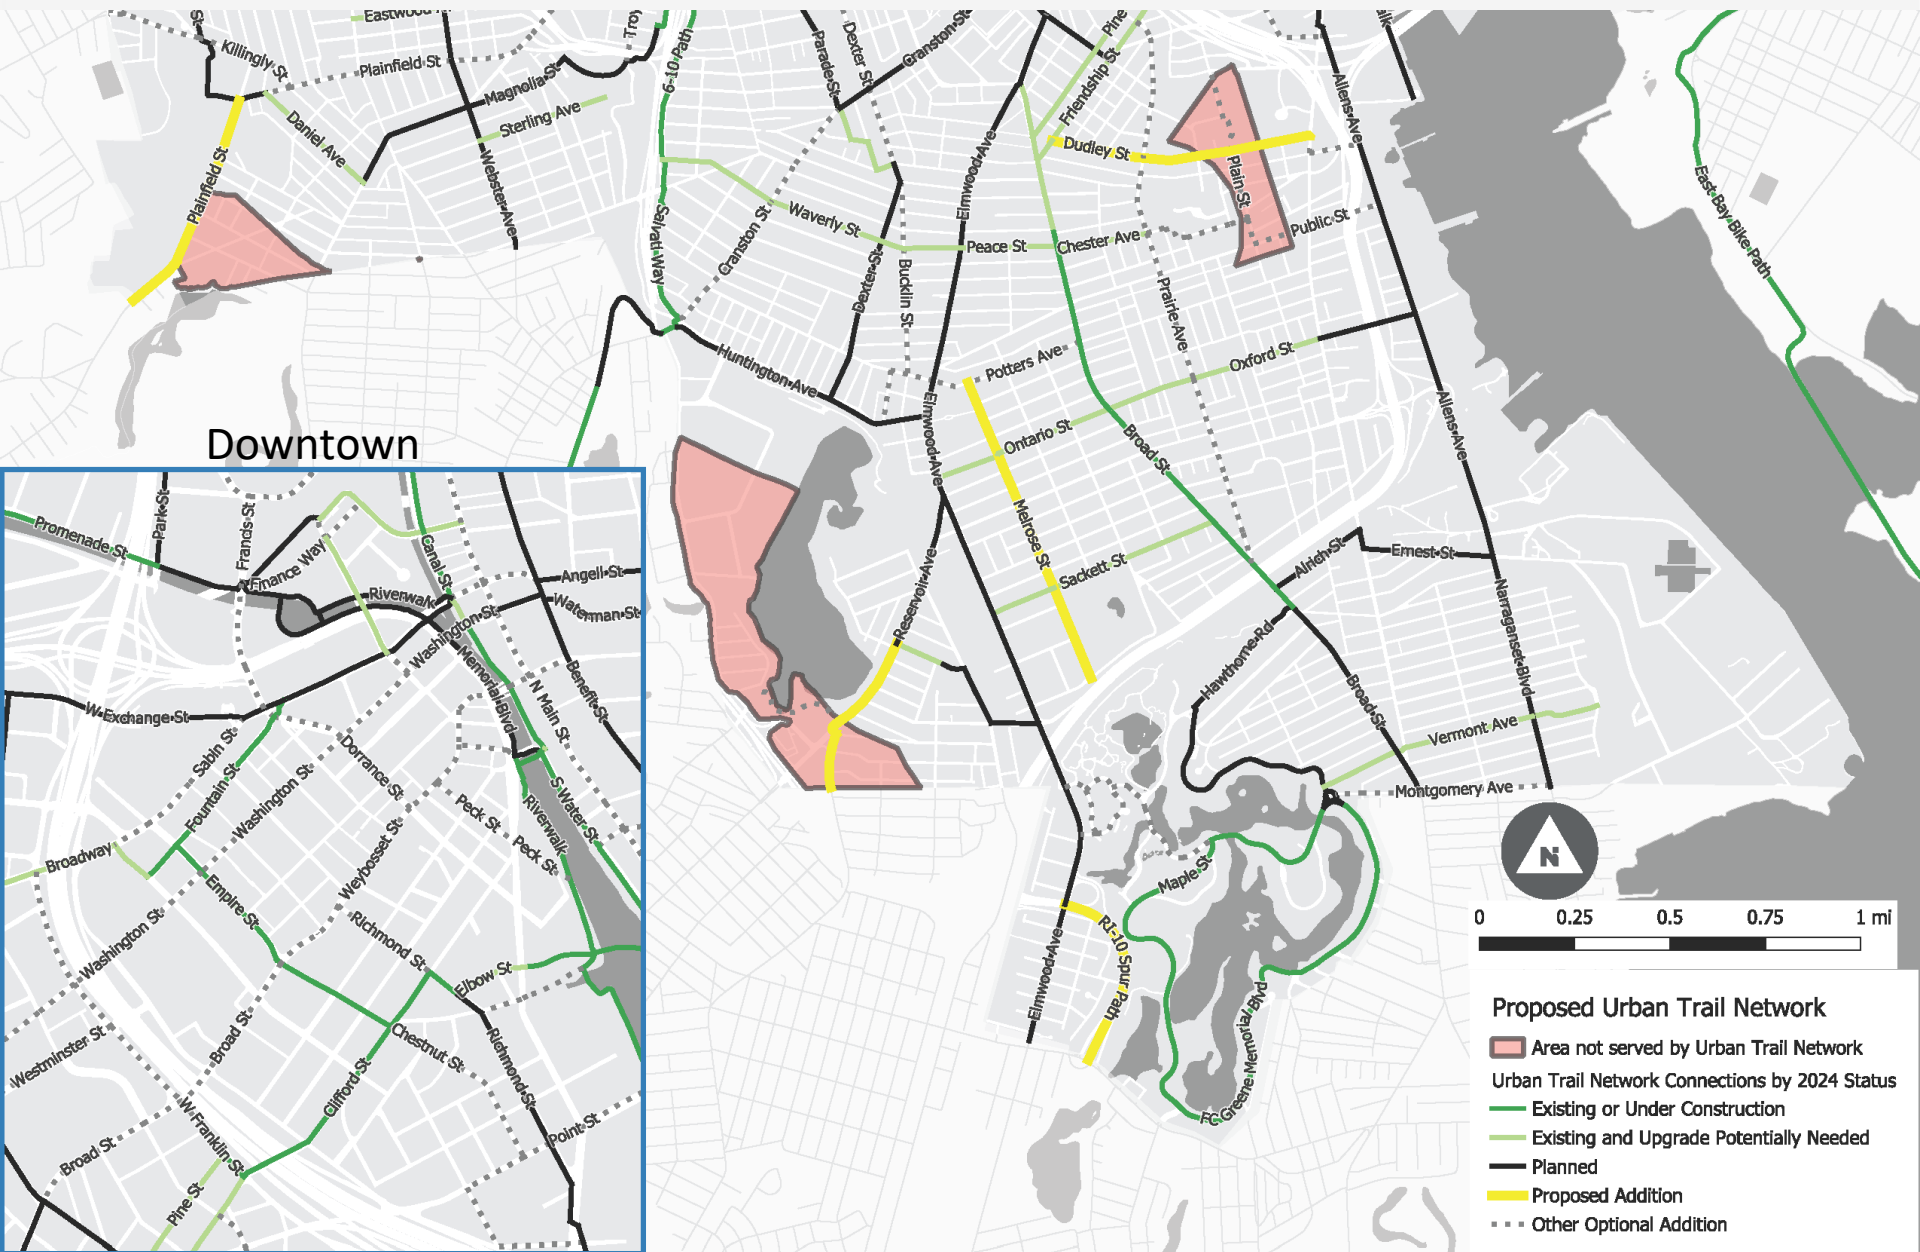 Eastwood
Killingly St
Plainfield St
Magnolia St
Sterling Ave
Daniel Ave
Webster Ave
Plainfield St
Troy
6-10 Path
Salvati Way
Parade St
Dexter St
Cranston St
Pine
Friendship St
Dudley St
Plain St
Public St
Allens Ave
East Bay Bike Path
Elmwood Ave
Cranston St
Waverly St
Peace St
Chester Ave
Dexter St
Bucklin St
Prairie Ave
Huntington Ave
Potters Ave
Oxford St
Elmwood Ave
Ontario St
Broad St
Allens Ave
Melrose St
Sackett St
Reservoir Ave
Alrich St
Ernest St
Narraganset Blvd
Hawthorne Rd
Broad St
Vermont Ave
Montgomery Ave
Maple St
RI-10 Spur Path
Elmwood Ave
FC Greene Memorial Blvd
Downtown
Park St
Francis St
Promenade St
Finance Way
Canal St
Riverwalk
Angell St
Waterman St
Washington St
Memorial Blvd
Benefit St
N Main St
W Exchange St
Sabin St
Fountain St
Washington St
Dorrance St
Peck St
Peck St
Riverwalk
S Water St
Broadway
Empire St
Weybosset St
Washington St
Richmond St
Elbow St
Westminster St
Broad St
Chestnut St
Richmond St
Clifford St
W Franklin St
Broad St
Point St
Pine St
N
0 0.25 0.5 0.75 1 mi
Proposed Urban Trail Network
Area not served by Urban Trail Network
Urban Trail Network Connections by 2024 Status
Existing or Under Construction
Existing and Upgrade Potentially Needed
Planned
Proposed Addition
Other Optional Addition